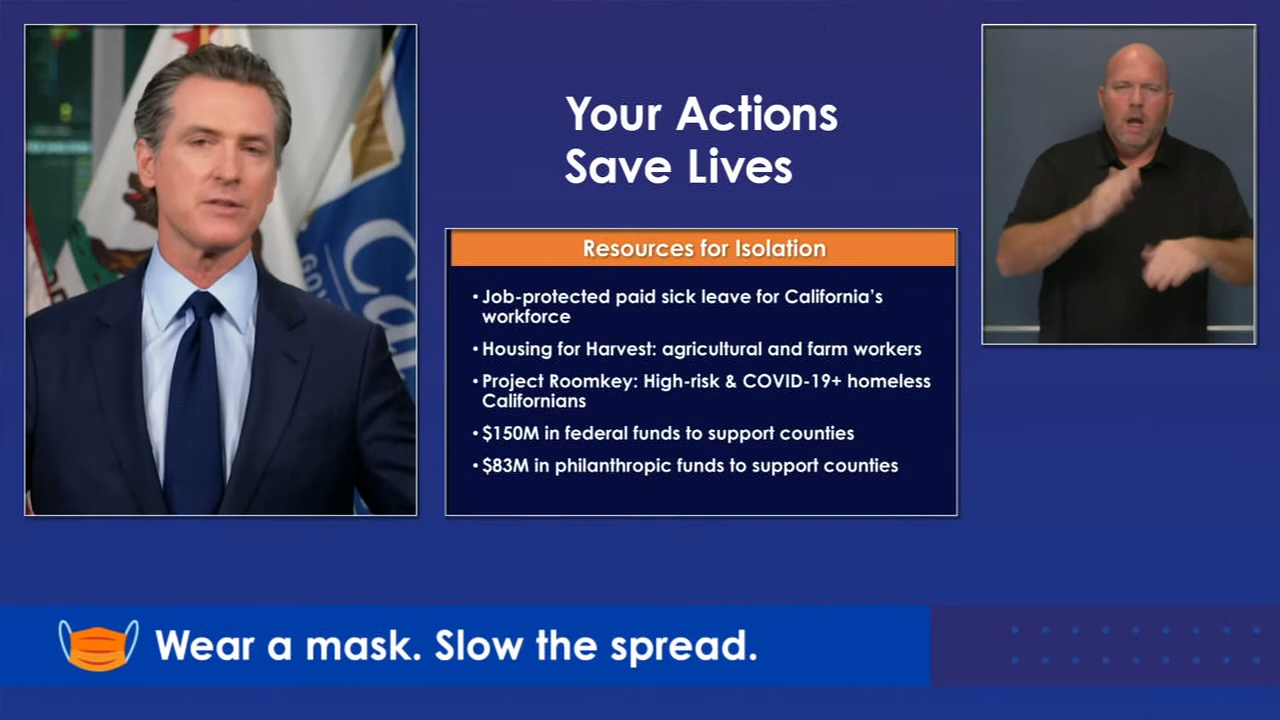 Your Actions
Save Lives
Resources for Isolation
• Job-protected paid sick leave for California's
workforce
• Housing for Harvest: agricultural and farm workers
• Project Roomkey: High-risk & COVID-19+ homeless
Californians
• $150M in federal funds to support counties
• $83M in philanthropic funds to support counties
Wear a mask. Slow the spread.